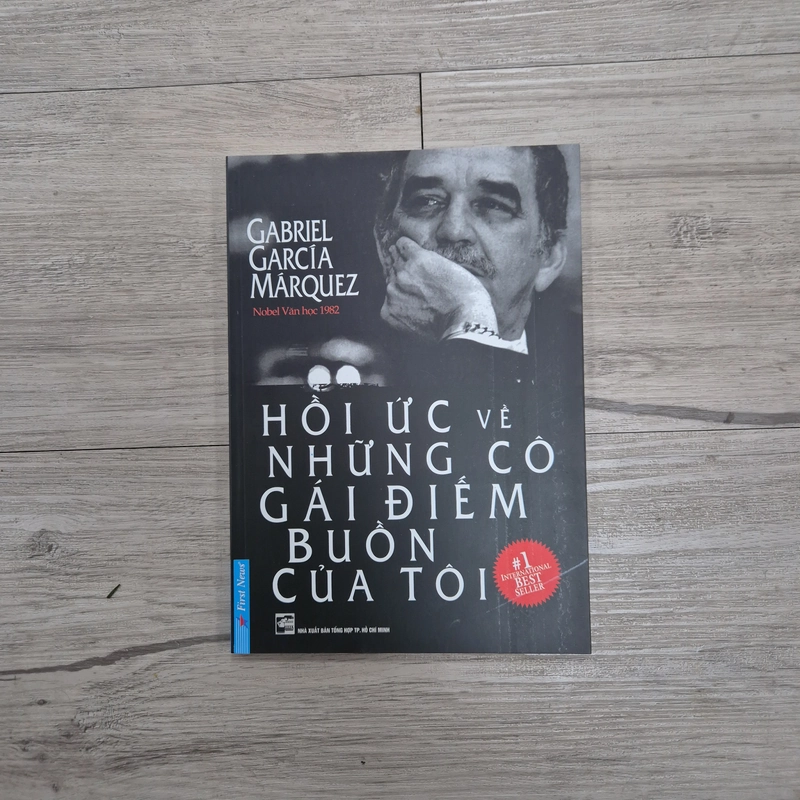 GABRIEL
GARCÍA
MÁRQUEZ
Nobel Văn học 1982
HỒI ỨC VỀ
NHỮNG CÔ
GÁI ĐIẾM
BUỒN
CỦA TÔI
#1
INTERNATIONAL
BEST
SELLER
First News
NHÀ XUẤT BẢN TỔNG HỢP TP. HỒ CHÍ MINH